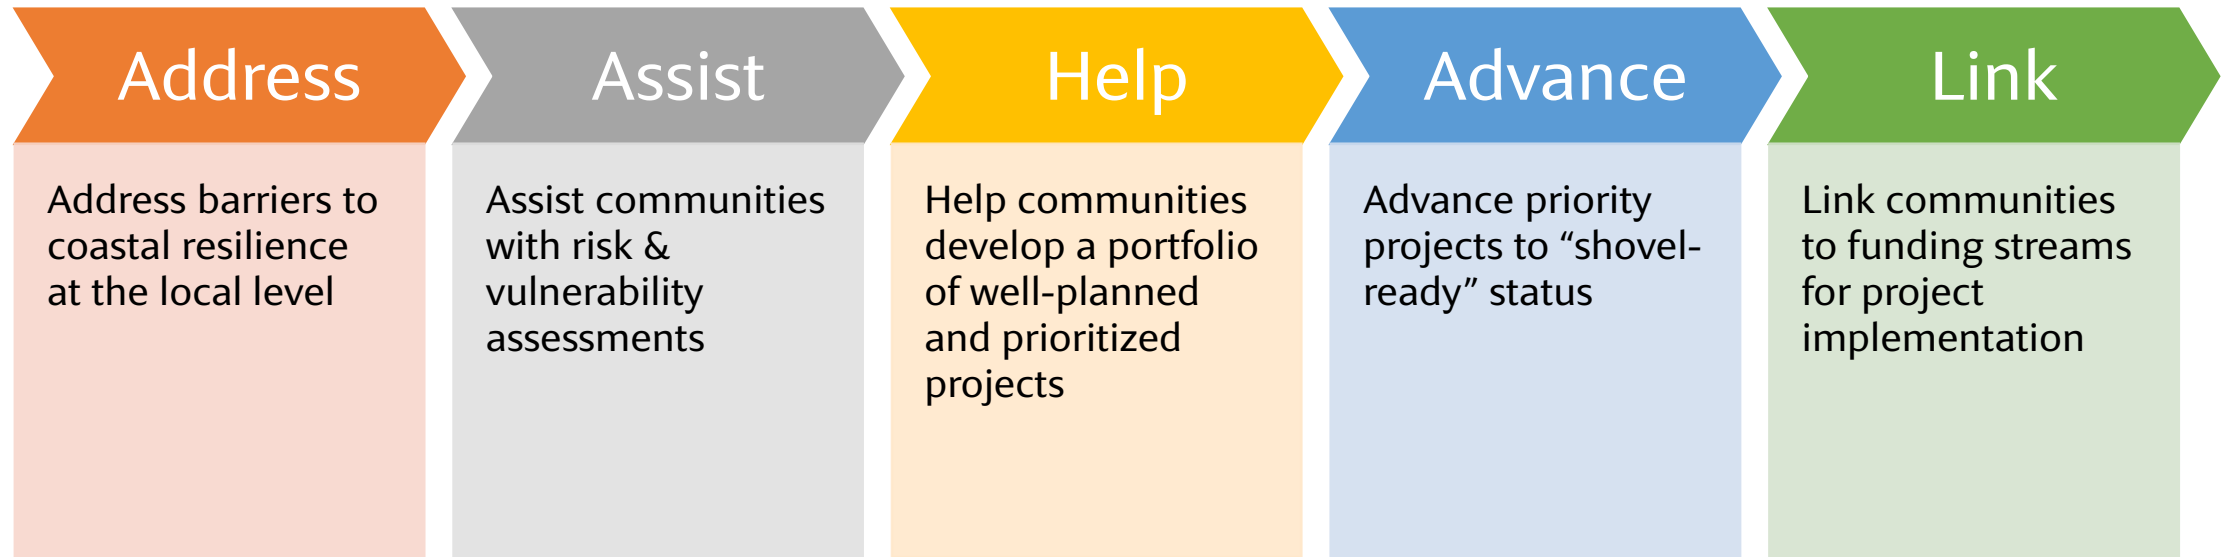 Address
Assist
Help
Advance
Link
Address barriers to
coastal resilience
at the local level
Assist communities
with risk &
vulnerability
assessments
Help communities
develop a portfolio
of well-planned
and prioritized
projects
Advance priority
projects to “shovel-
ready” status
Link communities
to funding streams
for project
implementation